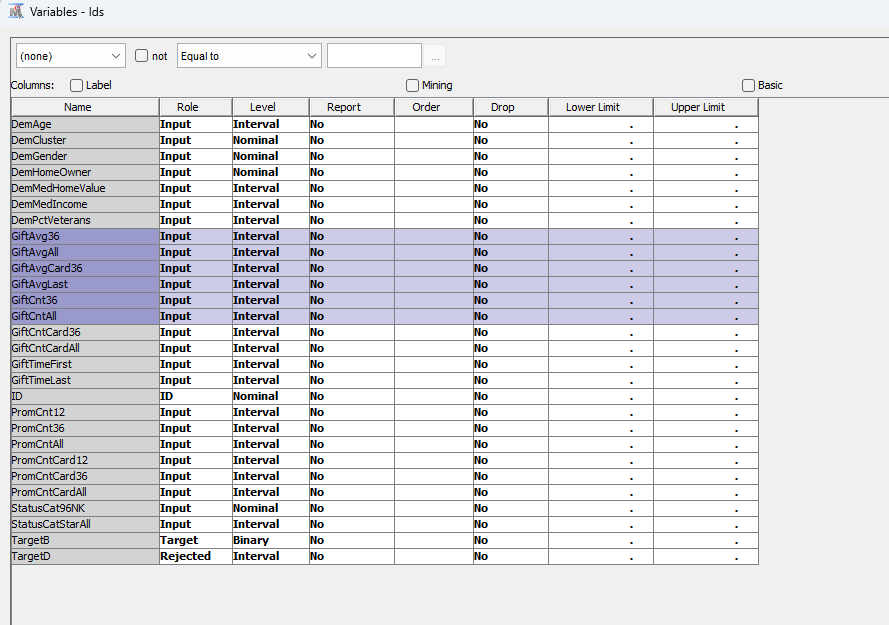 Variables - Ids
(none) not Equal to ...
Columns: Label Mining Basic
Name Role Level Report Order Drop Lower Limit Upper Limit
DemAge Input Interval No No . .
DemCluster Input Nominal No No . .
DemGender Input Nominal No No . .
DemHomeOwner Input Nominal No No . .
DemMedHomeValue Input Interval No No . .
DemMedIncome Input Interval No No . .
DemPctVeterans Input Interval No No . .
GiftAvg36 Input Interval No No . .
GiftAvgAll Input Interval No No . .
GiftAvgCard36 Input Interval No No . .
GiftAvgLast Input Interval No No . .
GiftCnt36 Input Interval No No . .
GiftCntAll Input Interval No No . .
GiftCntCard36 Input Interval No No . .
GiftCntCardAll Input Interval No No . .
GiftTimeFirst Input Interval No No . .
GiftTimeLast Input Interval No No . .
ID ID Nominal No No . .
PromCnt12 Input Interval No No . .
PromCnt36 Input Interval No No . .
PromCntAll Input Interval No No . .
PromCntCard12 Input Interval No No . .
PromCntCard36 Input Interval No No . .
PromCntCardAll Input Interval No No . .
StatusCat96NK Input Nominal No No . .
StatusCatStarAll Input Interval No No . .
TargetB Target Binary No No . .
TargetD Rejected Interval No No . .